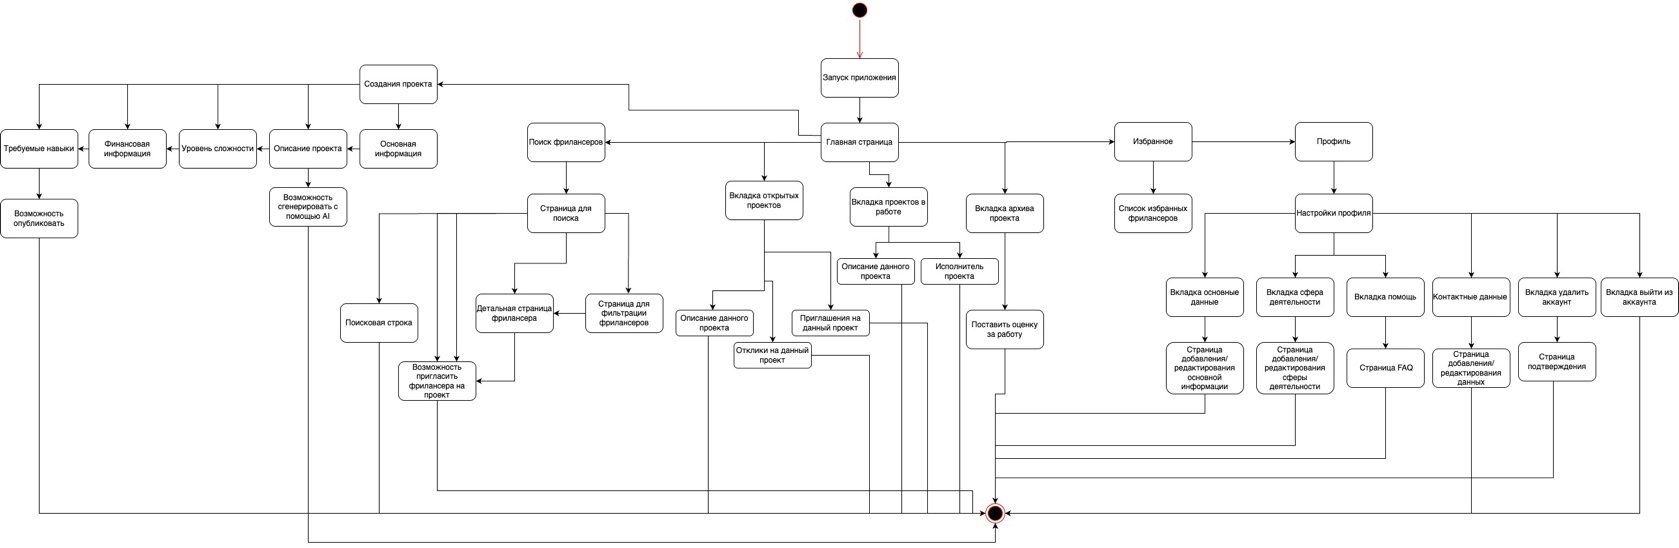 Запуск приложения
Создания проекта
Поиск фрилансеров
Главная страница
Избранное
Профиль
Требуемые навыки
Финансовая
информация
Уровень сложности
Описание проекта
Основная
информация
Возможность
опубликовать
Возможность
сгенерировать с
помощью AI
Страница для
поиска
Вкладка открытых
проектов
Вкладка проектов в
работе
Вкладка архива
проекта
Список избранных
фрилансеров
Настройки профиля
Описание данного
проекта
Исполнитель
проекта
Поисковая строка
Детальная страница
фрилансера
Страница для
фильтрации
фрилансеров
Описание данного
проекта
Приглашения на
данный проект
Отклики на данный
проект
Поставить оценку
за работу
Возможность
пригласить
фрилансера на
проект
Вкладка основные
данные
Вкладка сфера
деятельности
Вкладка помощь
Контактные данные
Вкладка удалить
аккаунт
Вкладка выйти из
аккаунта
Страница
добавления/
редактирования
основной
информации
Страница
добавления/
редактирования
сферы
деятельности
Страница FAQ
Страница
добавления/
редактирования
данных
Страница
подтверждения